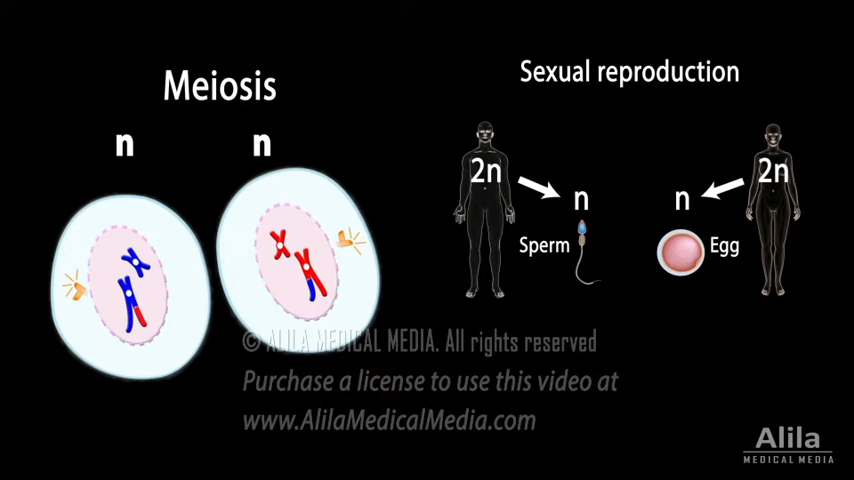 Meiosis
n n
Sexual reproduction
2n 2n
n n
Sperm Egg
© ALILA MEDICAL MEDIA. All rights reserved
Purchase a license to use this video at
www.AlilaMedicalMedia.com
Alila
MEDICAL MEDIA